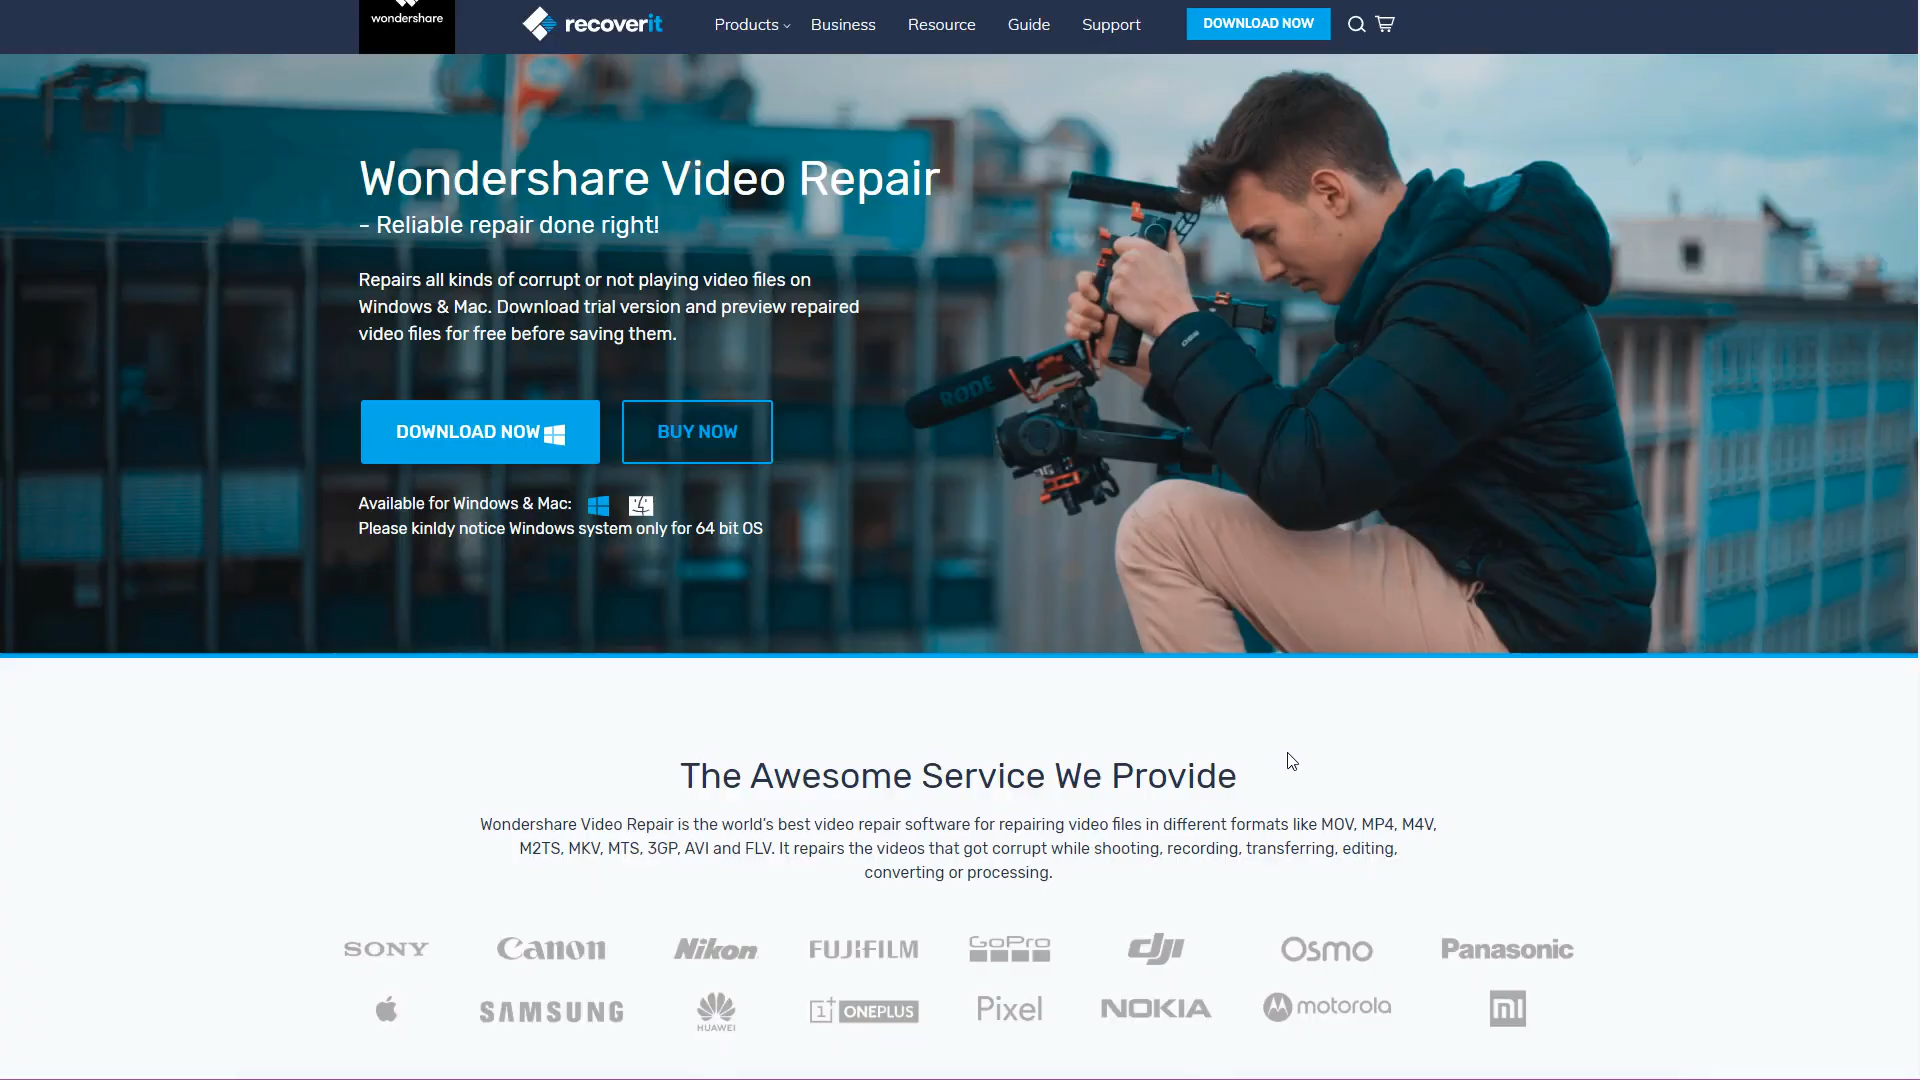 wondershare
recoverit
Products
Business
Resource
Guide
Support
DOWNLOAD NOW
Wondershare Video Repair
- Reliable repair done right!
Repairs all kinds of corrupt or not playing video files on
Windows & Mac. Download trial version and preview repaired
video files for free before saving them.
RODE
DOWNLOAD NOW
BUY NOW
Available for Windows & Mac:
Please kinldy notice Windows system only for 64 bit OS
The Awesome Service We Provide
Wondershare Video Repair is the world's best video repair software for repairing video files in different formats like MOV, MP4, M4V,
M2TS, MKV, MTS, 3GP, AVI and FLV. It repairs the videos that got corrupt while shooting, recording, transferring, editing,
converting or processing.
SONY Canon Nikon FUJIFILM GoPro dji Osmo Panasonic
SAMSUNG HUAWEI 1+ ONEPLUS Pixel NOKIA motorola mi